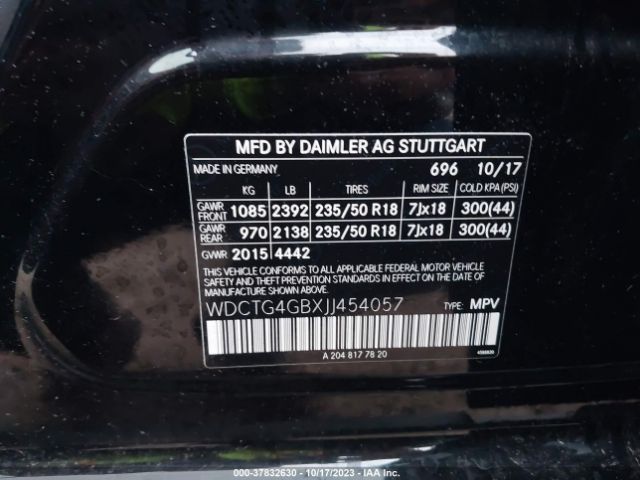 MFD BY DAIMLER AG STUTTGART
MADE IN GERMANY 696 10/17
KG LB TIRES RIM SIZE COLD KPA (PSI)
GAWR FRONT 1085 2392 235/50 R18 7Jx18 300(44)
GAWR REAR 970 2138 235/50 R18 7Jx18 300(44)
GVWR 2015 4442
THIS VEHICLE CONFORMS TO ALL APPLICABLE FEDERAL MOTOR VEHICLE
SAFETY AND THEFT PREVENTION STANDARDS IN EFFECT ON THE DATE
OF MANUFACTURE SHOWN ABOVE.
WDCTG4GBXJJ454057 TYPE: MPV
A 204 817 78 20
000-37832630 - 10/17/2023 - IAA Inc. All Rights Reserved